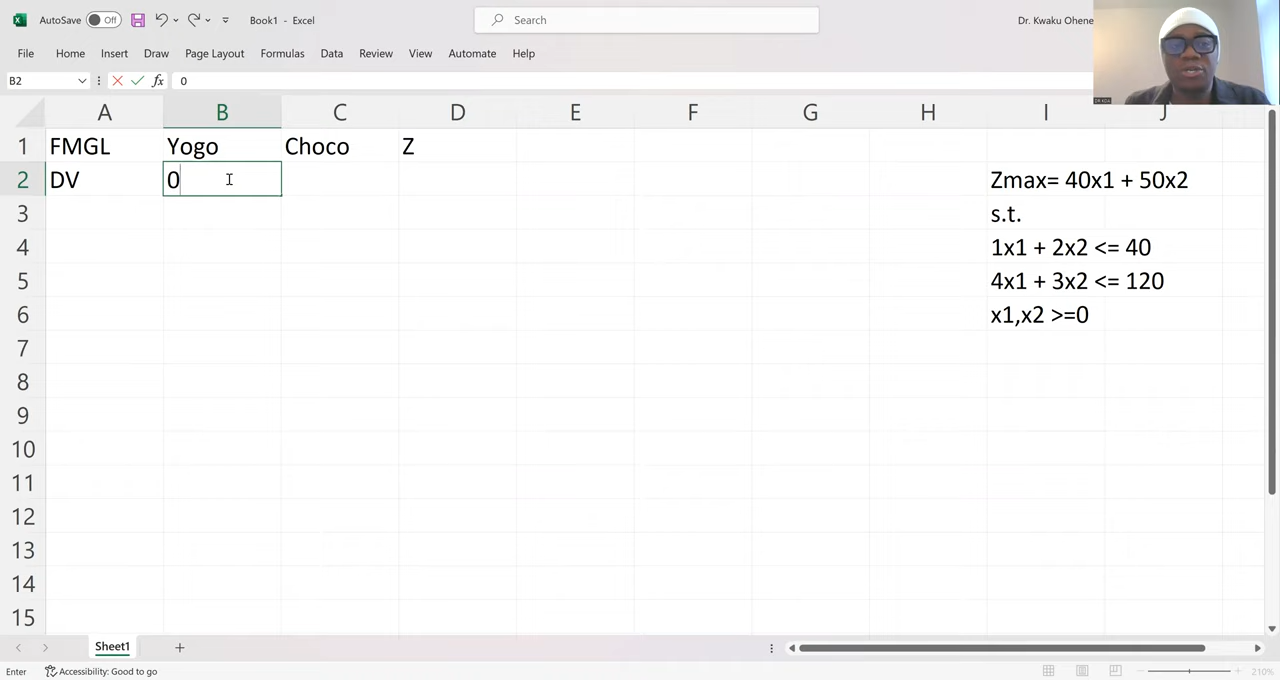 AutoSave Off Book1 - Excel Search Dr. Kwaku Ohene
File Home Insert Draw Page Layout Formulas Data Review View Automate Help
B2 fx 0
A B C D E F G H I J
1 FMGL Yogo Choco Z
2 DV 0 Zmax= 40x1 + 50x2
3 s.t.
4 1x1 + 2x2 <= 40
5 4x1 + 3x2 <= 120
6 x1,x2 >=0
7
8
9
10
11
12
13
14
15
Sheet1
Enter Accessibility: Good to go 210%